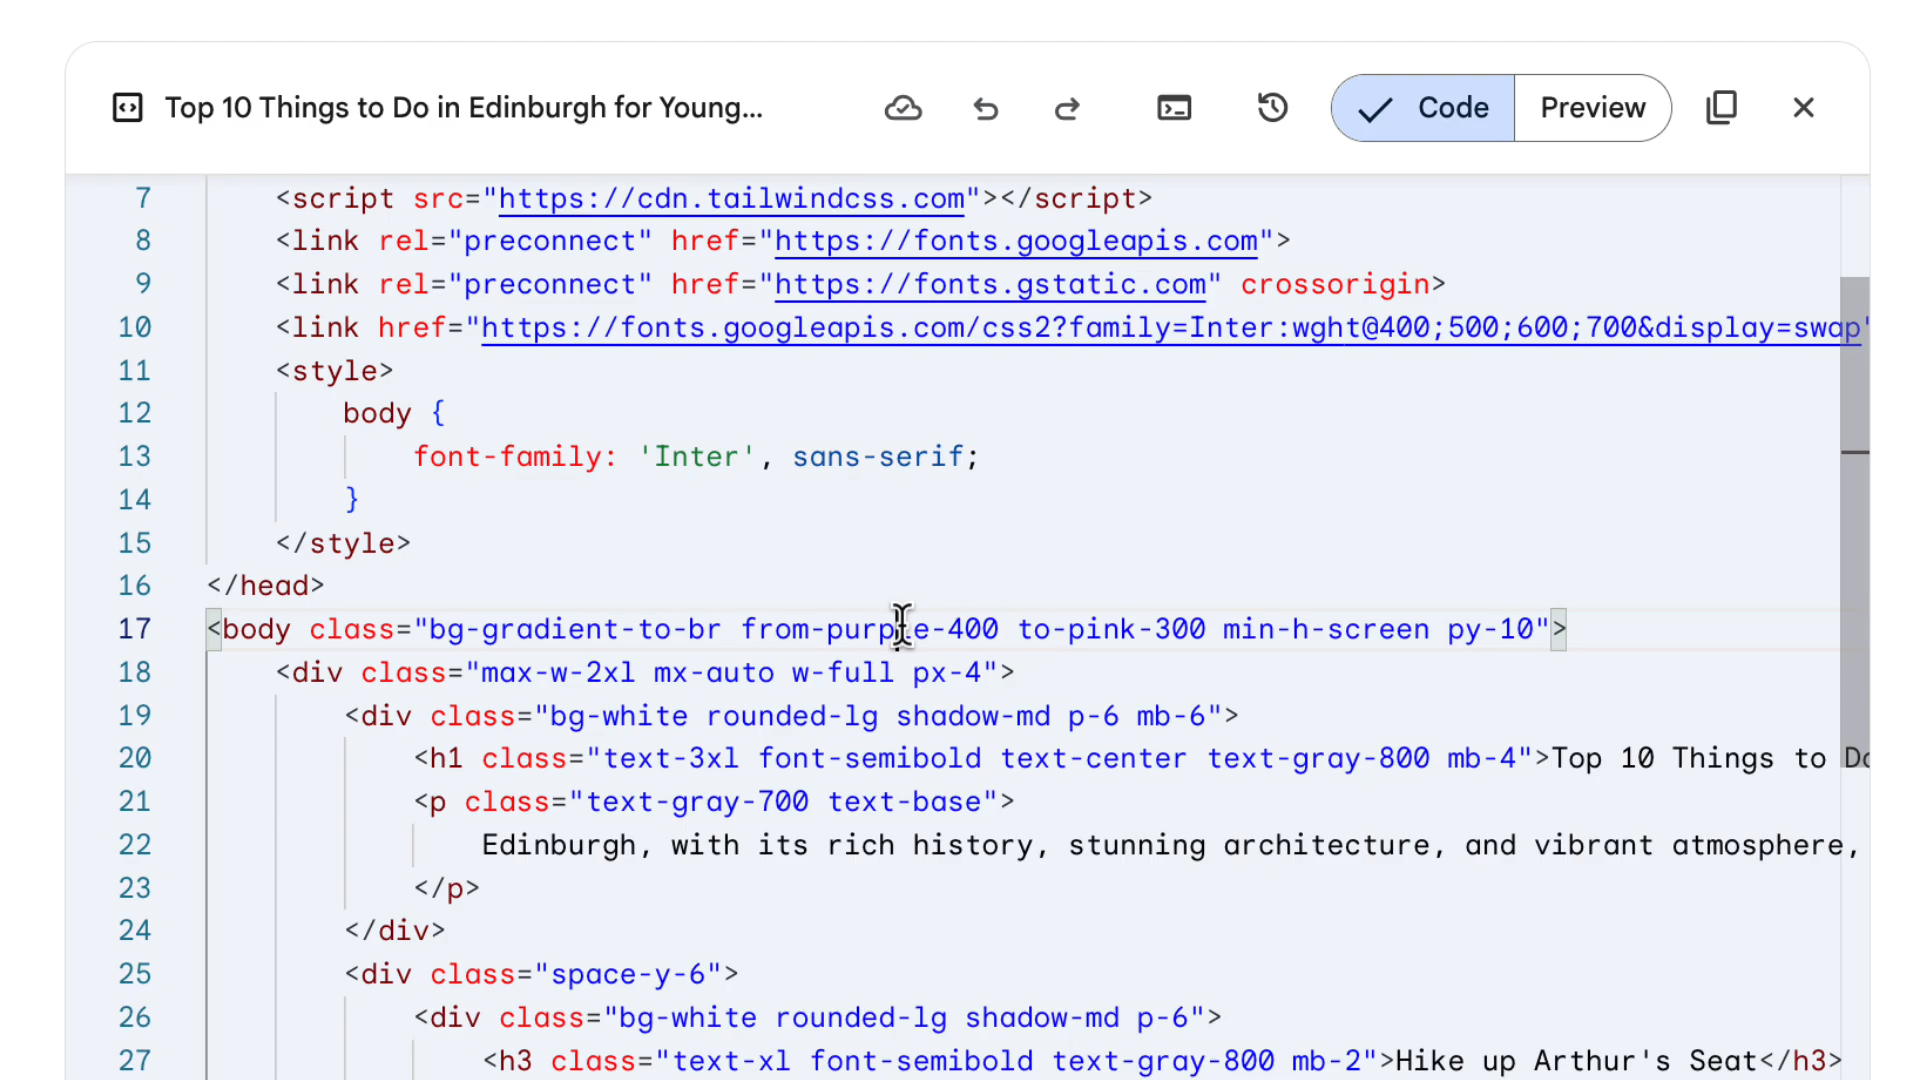 Top 10 Things to Do in Edinburgh for Young...
Code
Preview
7 <script src="https://cdn.tailwindcss.com"></script>
8 <link rel="preconnect" href="https://fonts.googleapis.com">
9 <link rel="preconnect" href="https://fonts.gstatic.com" crossorigin>
10 <link href="https://fonts.googleapis.com/css2?family=Inter:wght@400;500;600;700&display=swap"
11 <style>
12 body {
13 font-family: 'Inter', sans-serif;
14 }
15 </style>
16 </head>
17 <body class="bg-gradient-to-br from-purple-400 to-pink-300 min-h-screen py-10">
18 <div class="max-w-2xl mx-auto w-full px-4">
19 <div class="bg-white rounded-lg shadow-md p-6 mb-6">
20 <h1 class="text-3xl font-semibold text-center text-gray-800 mb-4">Top 10 Things to Do
21 <p class="text-gray-700 text-base">
22 Edinburgh, with its rich history, stunning architecture, and vibrant atmosphere,
23 </p>
24 </div>
25 <div class="space-y-6">
26 <div class="bg-white rounded-lg shadow-md p-6">
27 <h3 class="text-xl font-semibold text-gray-800 mb-2">Hike up Arthur's Seat</h3>